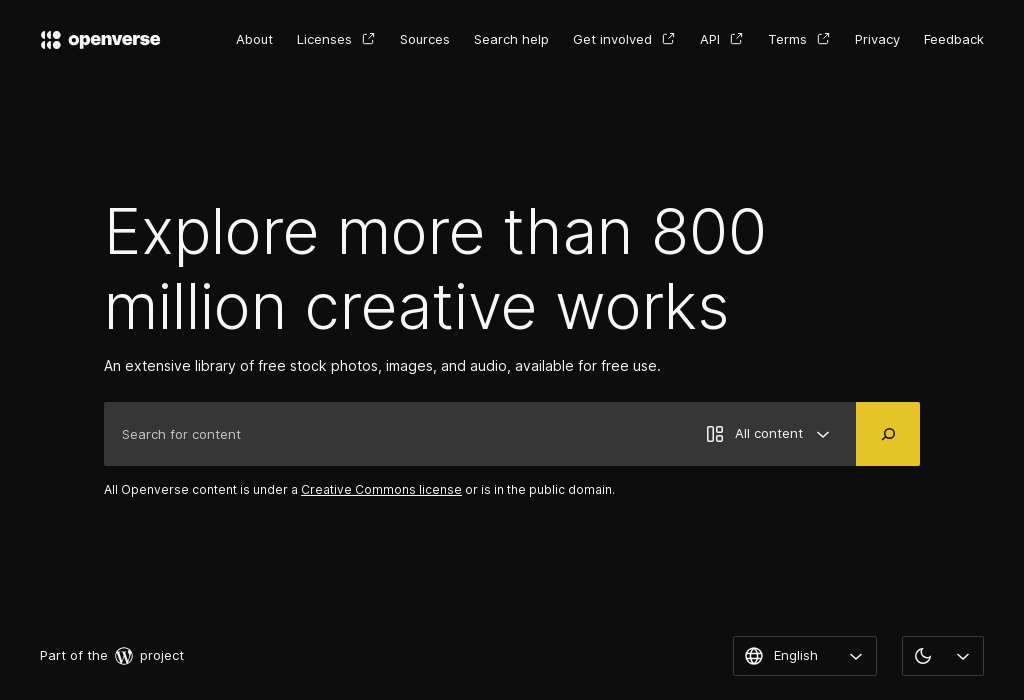 openverse
About Licenses Sources Search help Get involved API Terms Privacy Feedback
Explore more than 800
million creative works
An extensive library of free stock photos, images, and audio, available for free use.
Search for content All content
All Openverse content is under a Creative Commons license or is in the public domain.
Part of the project
English